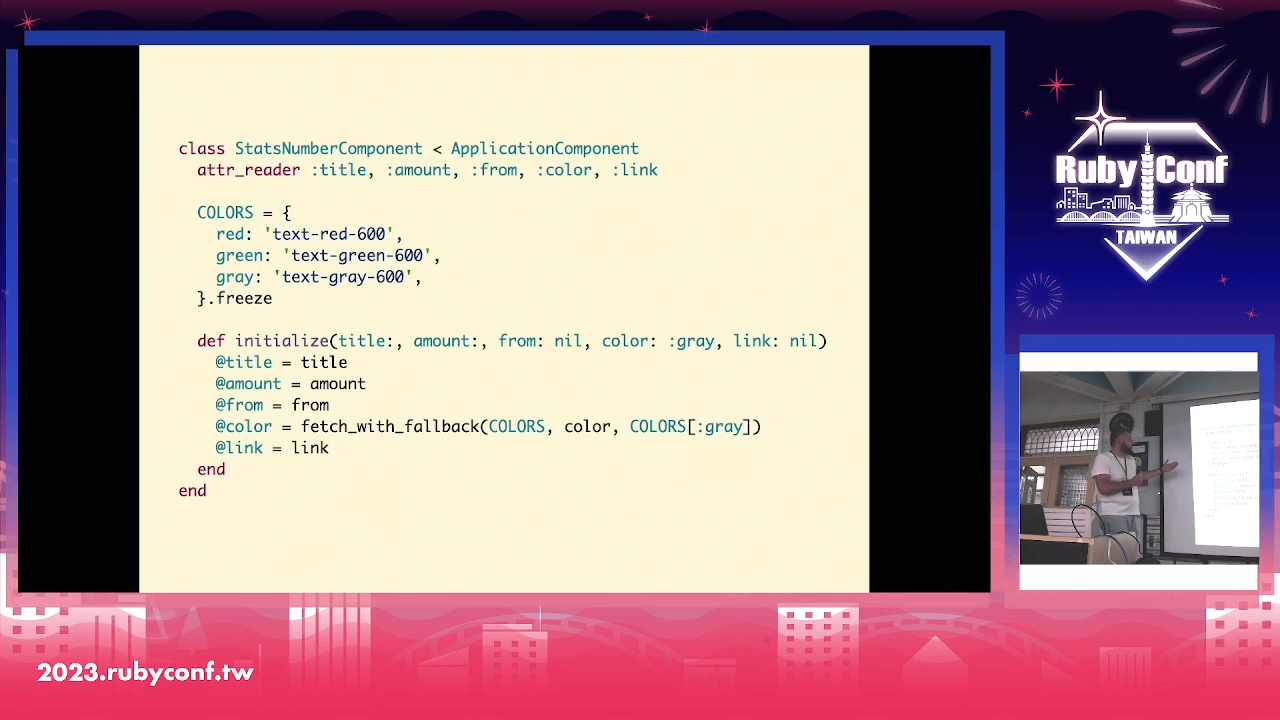 class StatsNumberComponent < ApplicationComponent
attr_reader :title, :amount, :from, :color, :link
COLORS = {
red: 'text-red-600',
green: 'text-green-600',
gray: 'text-gray-600',
}.freeze
def initialize(title:, amount:, from: nil, color: :gray, link: nil)
@title = title
@amount = amount
@from = from
@color = fetch_with_fallback(COLORS, color, COLORS[:gray])
@link = link
end
end
RubyConf
TAIWAN
2023.rubyconf.tw